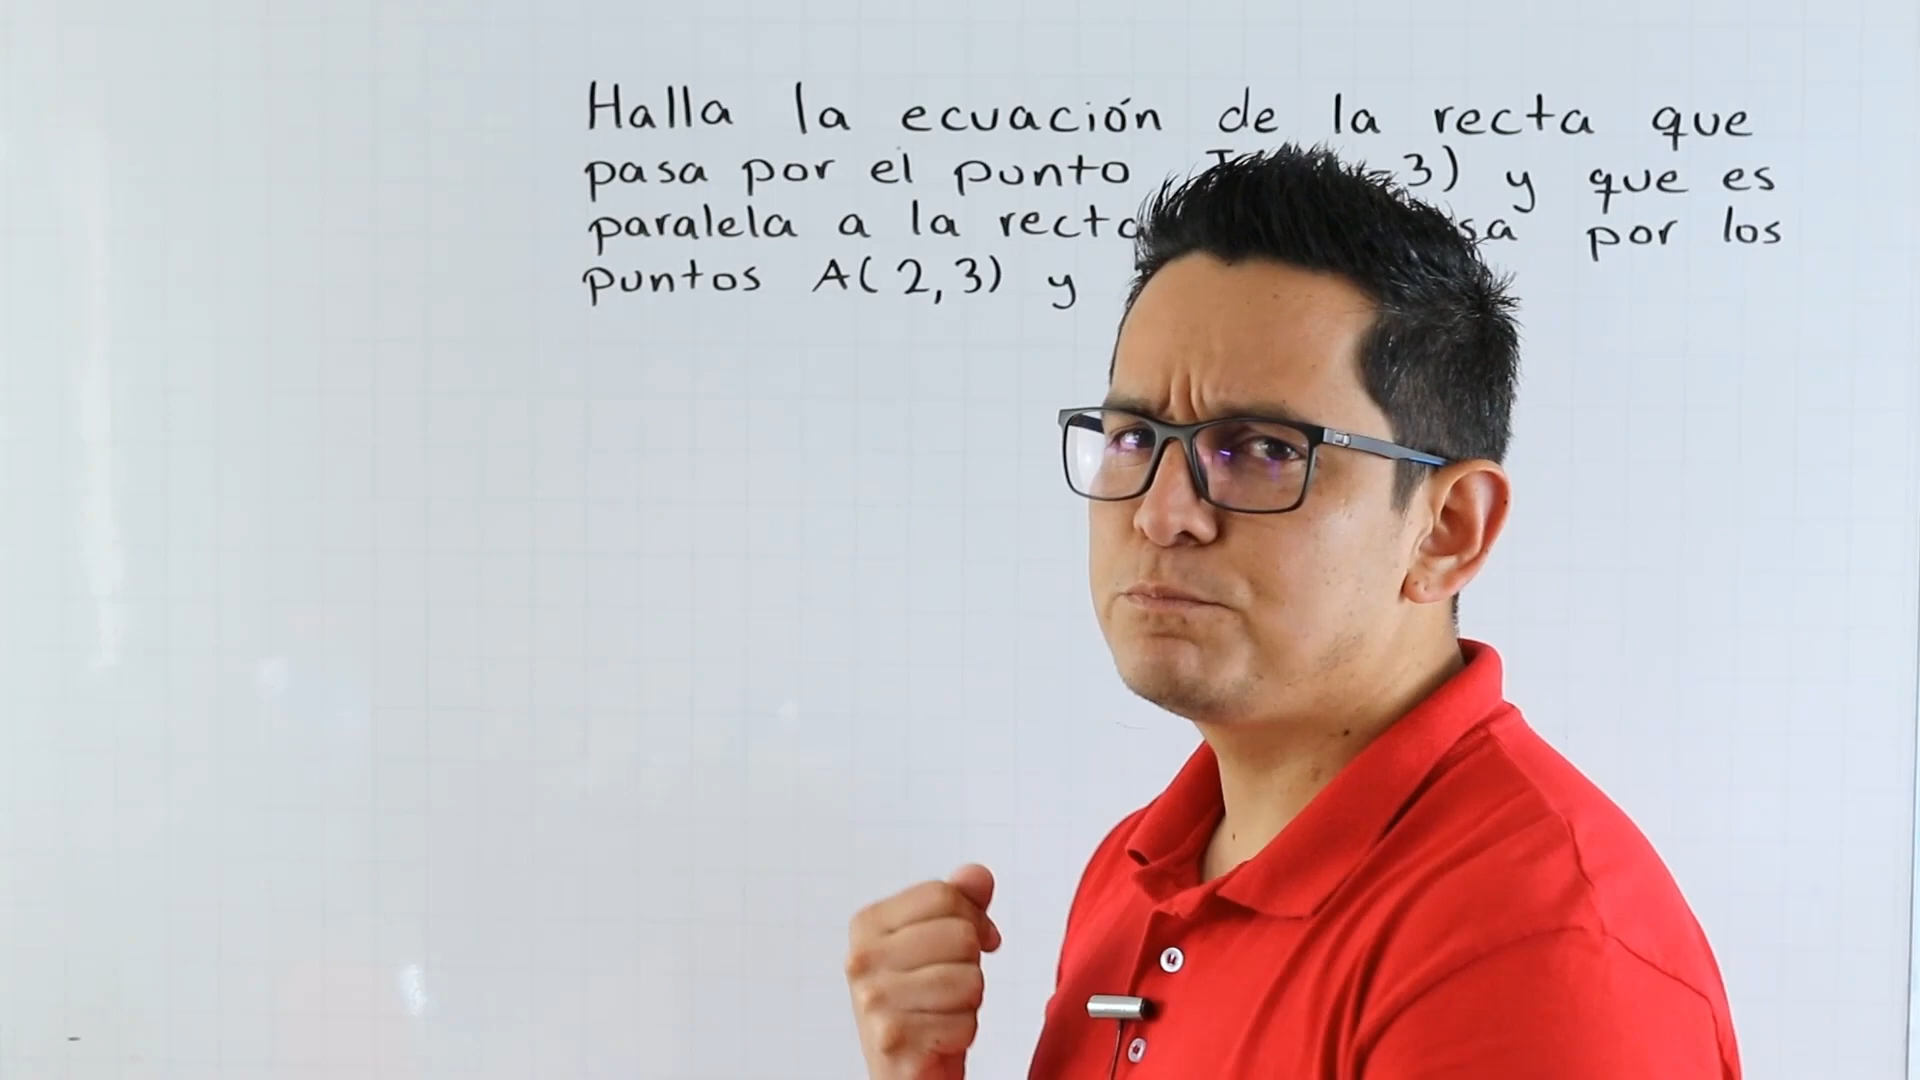 Halla la ecuación de la recta que
pasa por el punto -3) y que es
paralela a la recta por los
puntos A(2,3) y